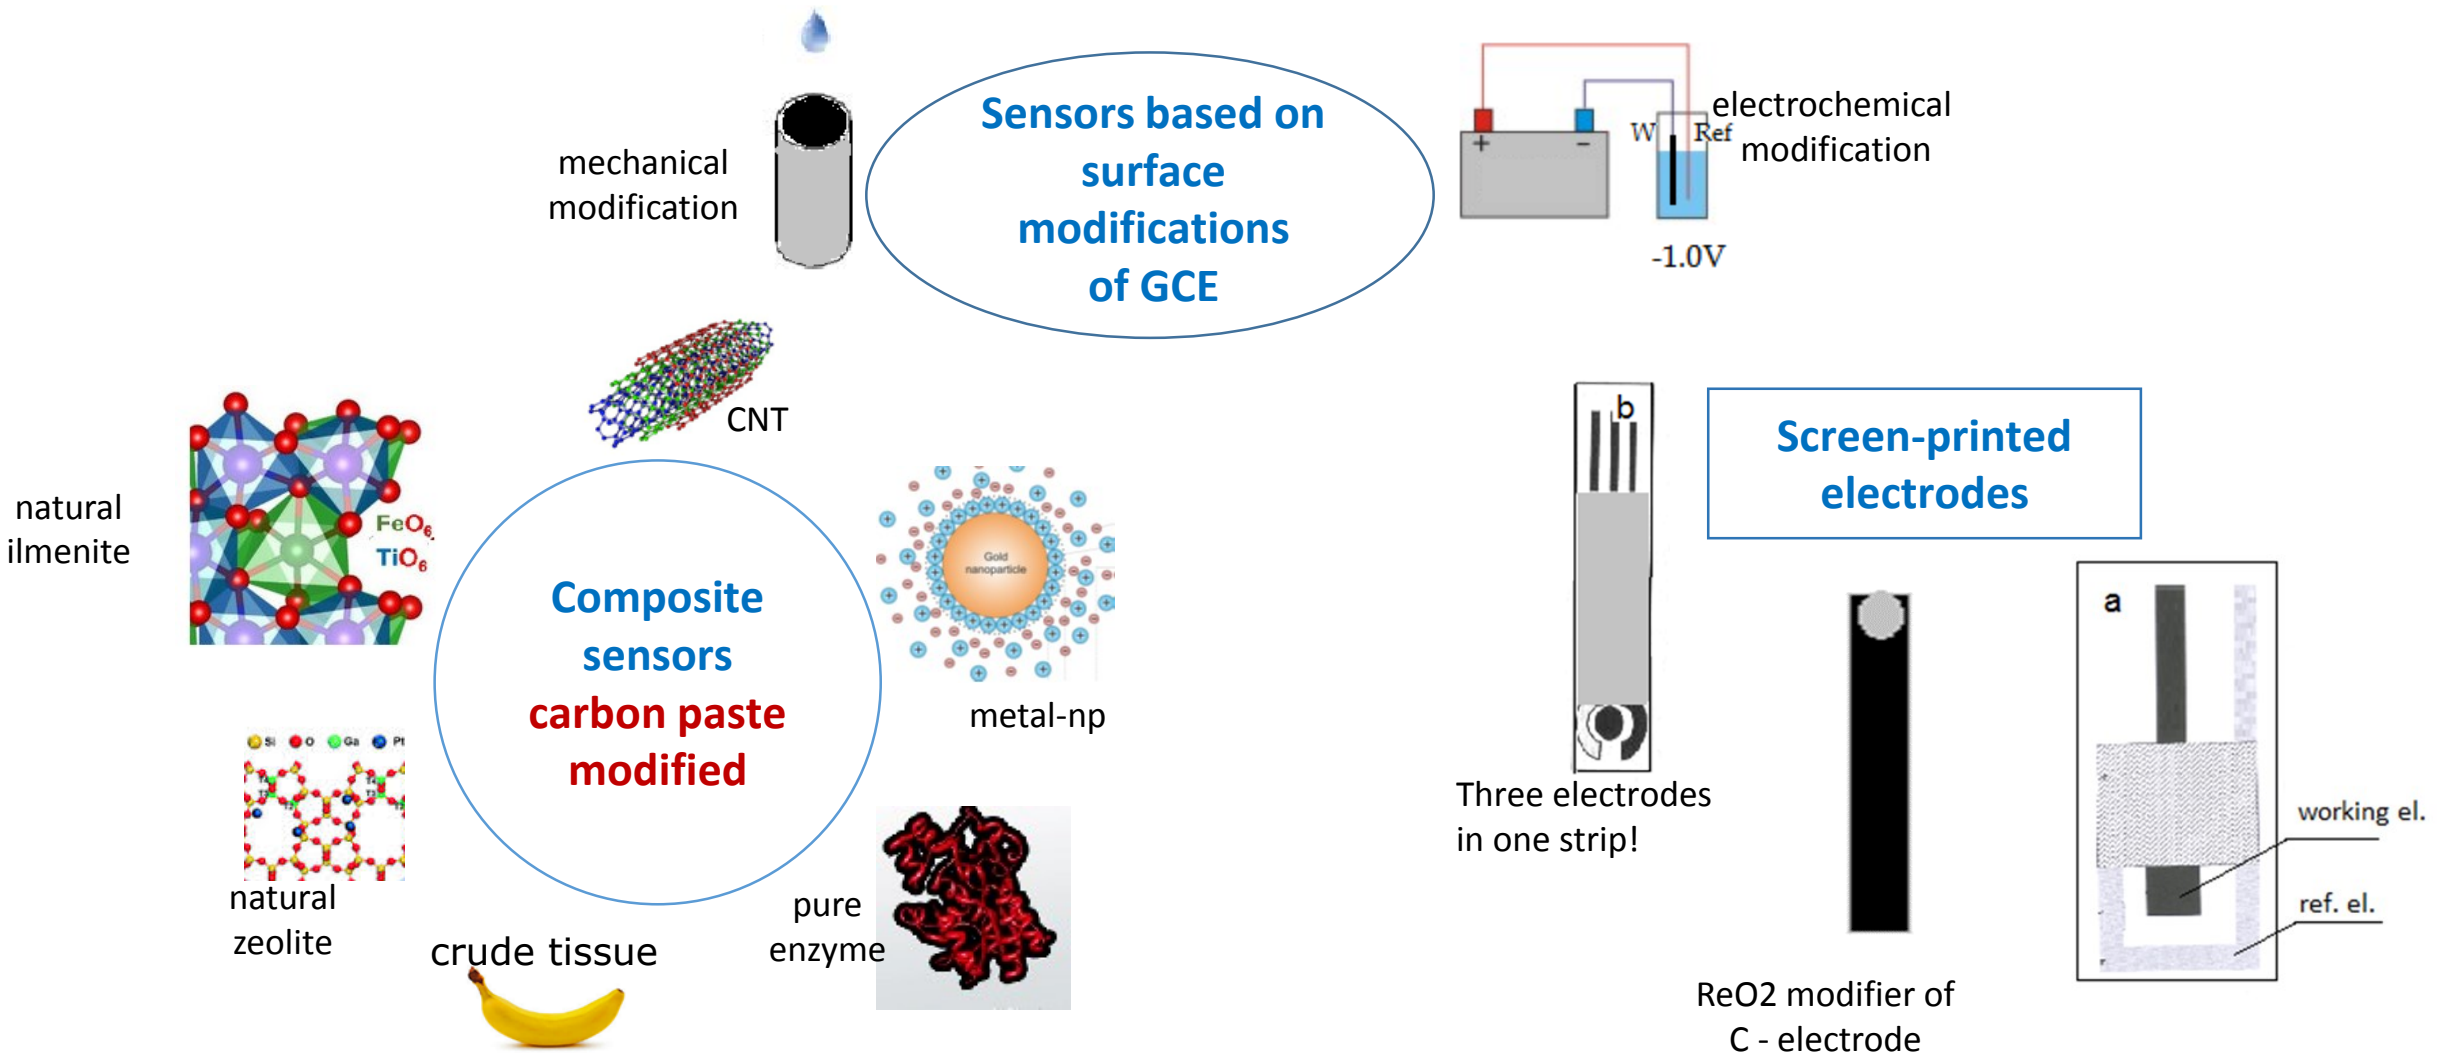 mechanical
modification
Sensors based on
surface
modifications
of GCE
+
−
W
Ref
-1.0V
electrochemical
modification
CNT
natural
ilmenite
FeO6
TiO6
Composite
sensors
carbon paste
modified
Gold
nanoparticle
metal-np
Si O Ga Pt
natural
zeolite
crude tissue
pure
enzyme
b
Screen-printed
electrodes
Three electrodes
in one strip!
ReO2 modifier of
C - electrode
a
working el.
ref. el.